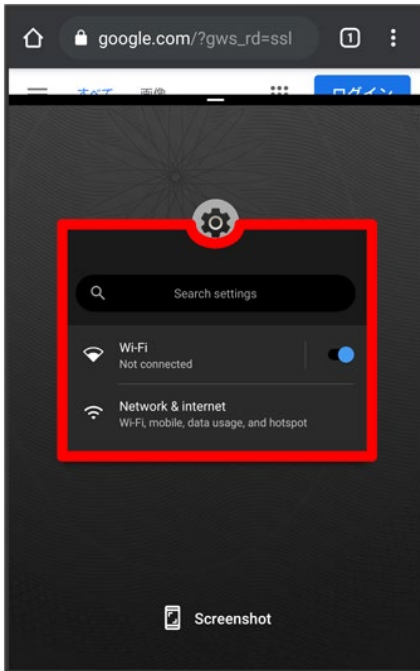 google.com/?gws_rd=ssl
1
すべて 画像 ログイン
Search settings
Wi-Fi
Not connected
Network & internet
Wi-Fi, mobile, data usage, and hotspot
Screenshot